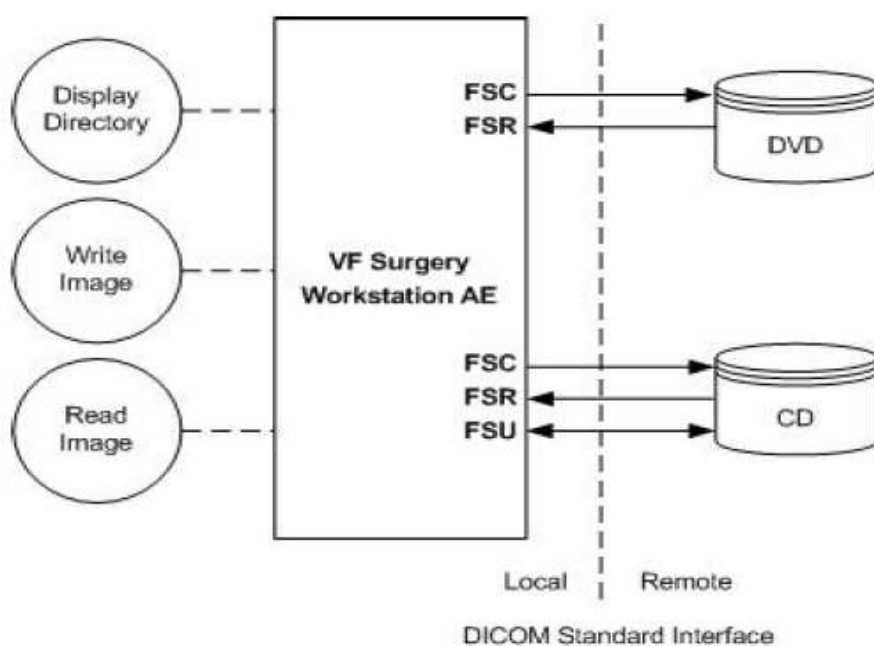 Display
Directory
Write
Image
Read
Image
VF Surgery
Workstation AE
FSC
FSR
FSC
FSR
FSU
DVD
CD
Local
Remote
DICOM Standard Interface